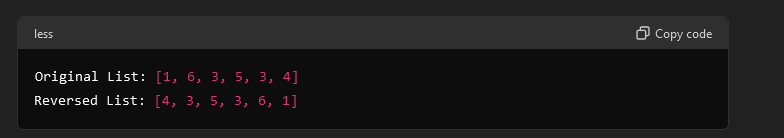 less
Copy code
Original List: [1, 6, 3, 5, 3, 4]
Reversed List: [4, 3, 5, 3, 6, 1]